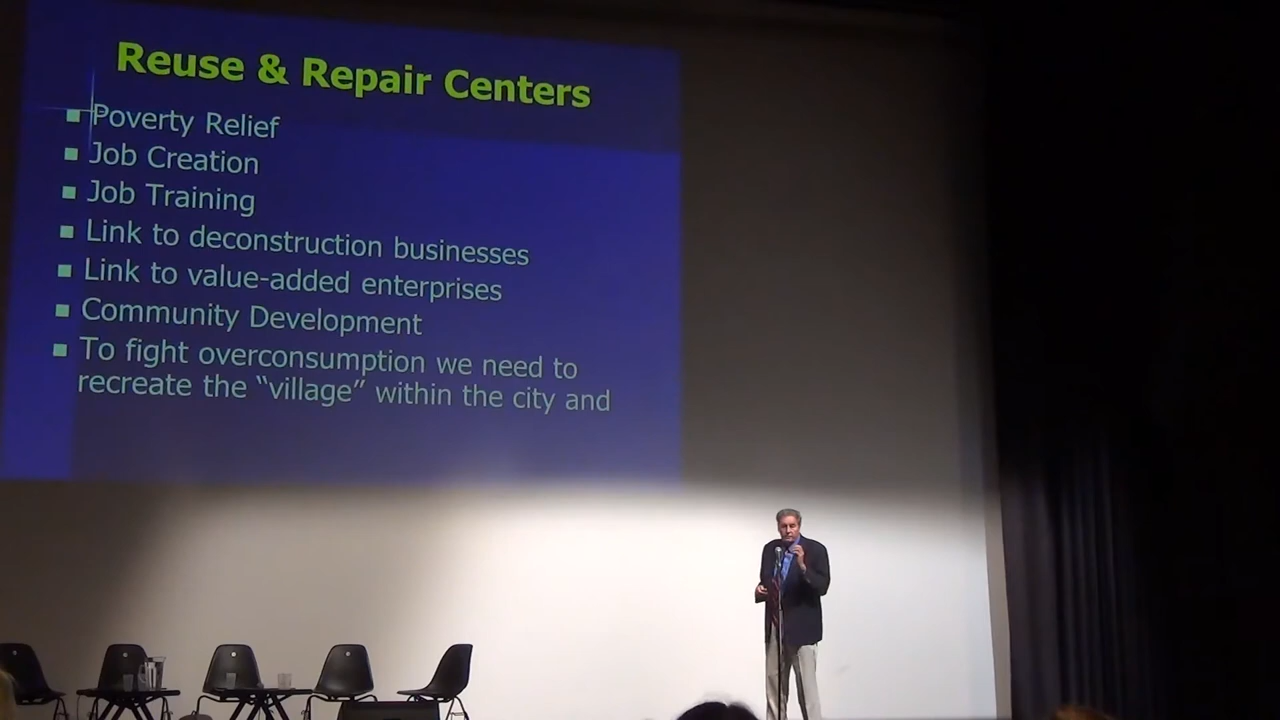 Reuse & Repair Centers
Poverty Relief
Job Creation
Job Training
Link to deconstruction businesses
Link to value-added enterprises
Community Development
To fight overconsumption we need to
recreate the “village” within the city and